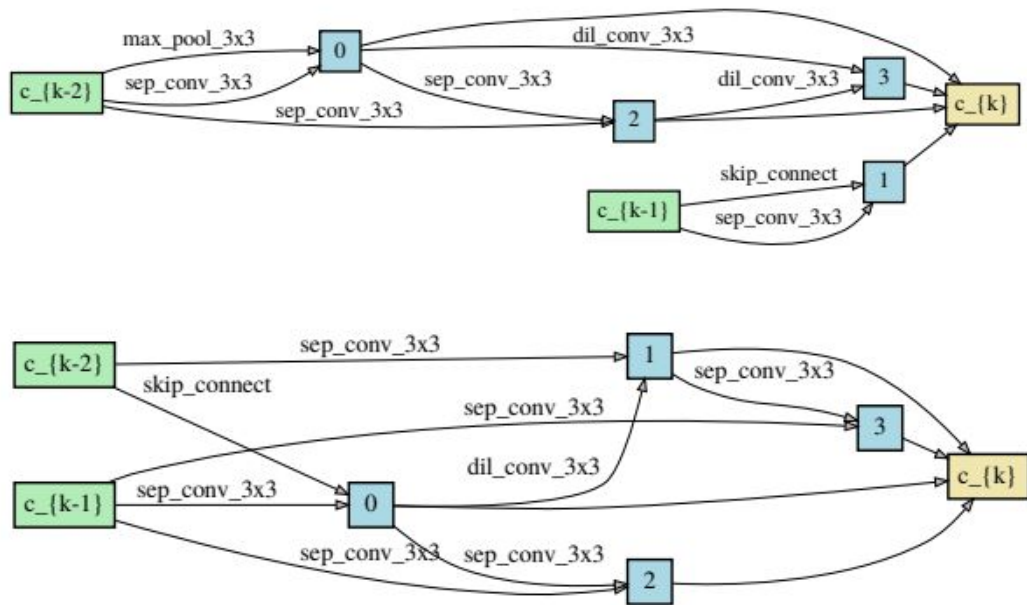 max_pool_3x3
0
dil_conv_3x3
c_{k-2}
sep_conv_3x3
sep_conv_3x3
dil_conv_3x3
3
sep_conv_3x3
2
c_{k}
skip_connect
1
c_{k-1}
sep_conv_3x3
c_{k-2}
sep_conv_3x3
1
skip_connect
sep_conv_3x3
sep_conv_3x3
3
dil_conv_3x3
c_{k}
c_{k-1}
sep_conv_3x3
0
sep_conv_3x3
sep_conv_3x3
2